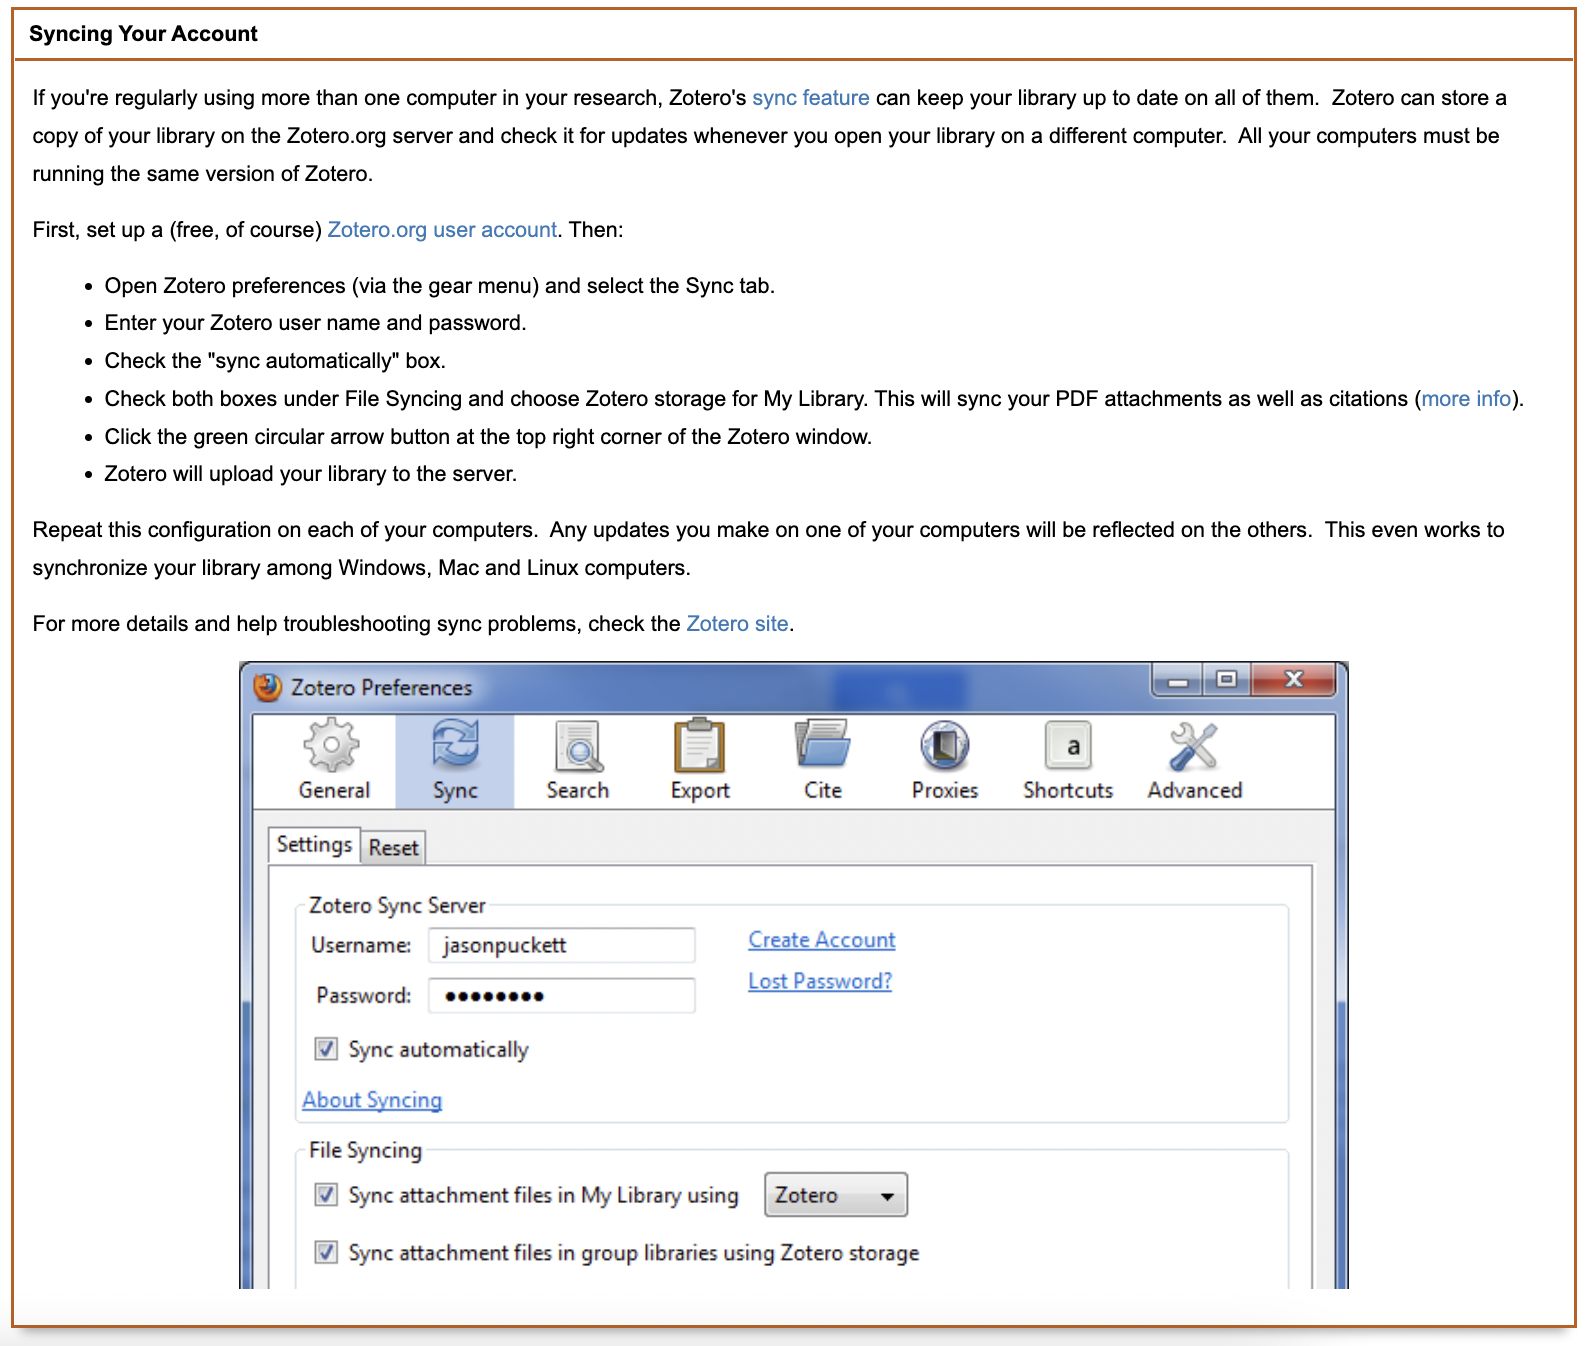 Syncing Your Account
If you're regularly using more than one computer in your research, Zotero's sync feature can keep your library up to date on all of them.  Zotero can store a
copy of your library on the Zotero.org server and check it for updates whenever you open your library on a different computer.  All your computers must be
running the same version of Zotero.
First, set up a (free, of course) Zotero.org user account. Then:
• Open Zotero preferences (via the gear menu) and select the Sync tab.
• Enter your Zotero user name and password.
• Check the "sync automatically" box.
• Check both boxes under File Syncing and choose Zotero storage for My Library. This will sync your PDF attachments as well as citations (more info).
• Click the green circular arrow button at the top right corner of the Zotero window.
• Zotero will upload your library to the server.
Repeat this configuration on each of your computers.  Any updates you make on one of your computers will be reflected on the others.  This even works to
synchronize your library among Windows, Mac and Linux computers.
For more details and help troubleshooting sync problems, check the Zotero site.
Zotero Preferences
a
General Sync Search Export Cite Proxies Shortcuts Advanced
Settings Reset
Zotero Sync Server
Username: jasonpuckett Create Account
Password: ●●●●●●●● Lost Password?
Sync automatically
About Syncing
File Syncing
Sync attachment files in My Library using Zotero
Sync attachment files in group libraries using Zotero storage